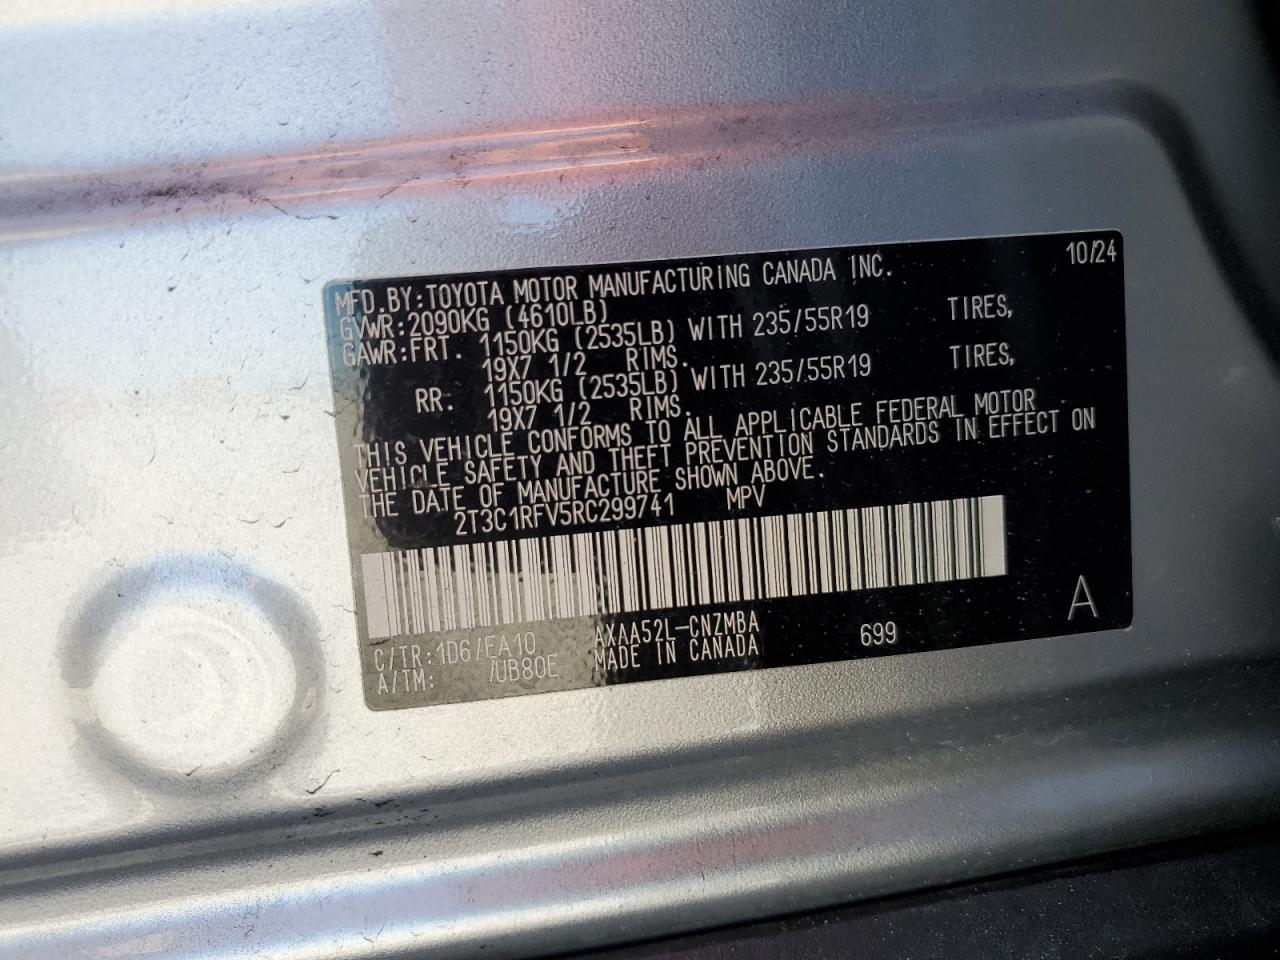 10/24
MFD.BY:TOYOTA MOTOR MANUFACTURING CANADA INC.
GVWR:2090KG (4610LB)
GAWR:FRT. 1150KG (2535LB) WITH 235/55R19 TIRES,
19X7 1/2 RIMS.
RR. 1150KG (2535LB) WITH 235/55R19 TIRES,
19X7 1/2 RIMS.
THIS VEHICLE CONFORMS TO ALL APPLICABLE FEDERAL MOTOR
VEHICLE SAFETY AND THEFT PREVENTION STANDARDS IN EFFECT ON
THE DATE OF MANUFACTURE SHOWN ABOVE.
2T3C1RFV5RC299741 MPV
C/TR:1D6/EA10 AXAA52L-CNZMBA 699 A
A/TM: /UB80E MADE IN CANADA